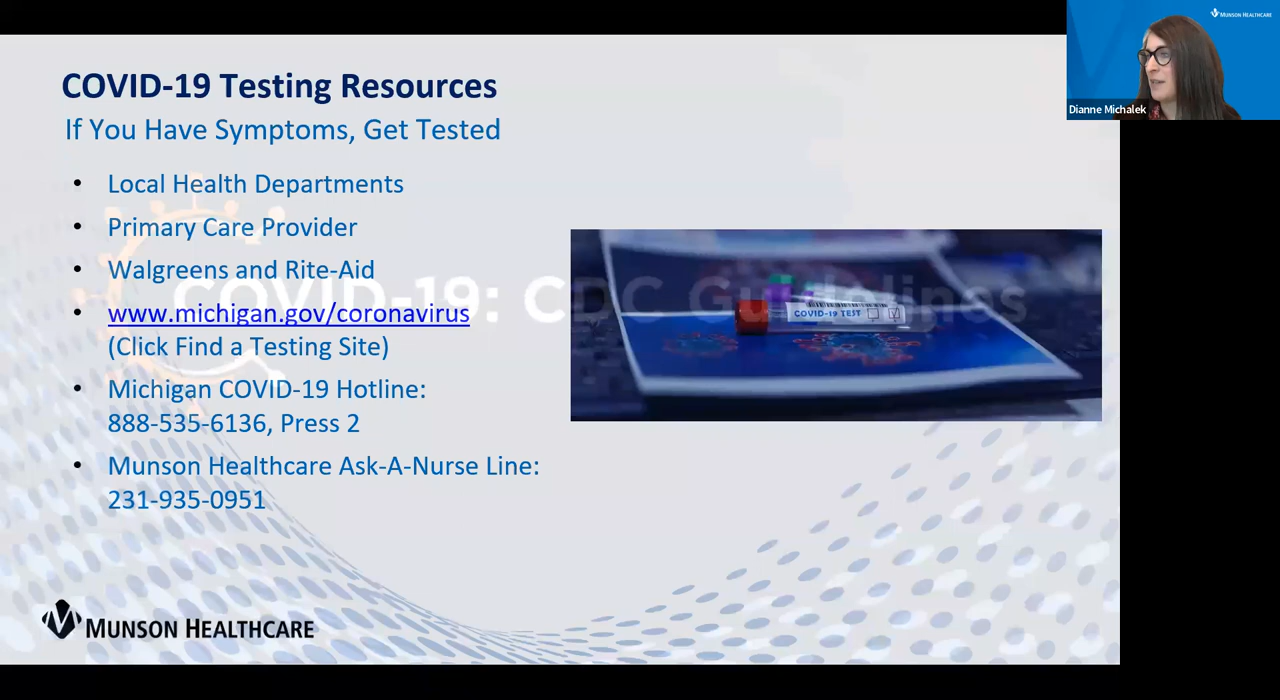 MUNSON HEALTHCARE
Dianne Michalek
COVID-19 Testing Resources
If You Have Symptoms, Get Tested
• Local Health Departments
• Primary Care Provider
• Walgreens and Rite-Aid
• www.michigan.gov/coronavirus
(Click Find a Testing Site)
• Michigan COVID-19 Hotline:
888-535-6136, Press 2
• Munson Healthcare Ask-A-Nurse Line:
231-935-0951
COVID-19: CDC Guidelines
COVID-19 TEST
MUNSON HEALTHCARE